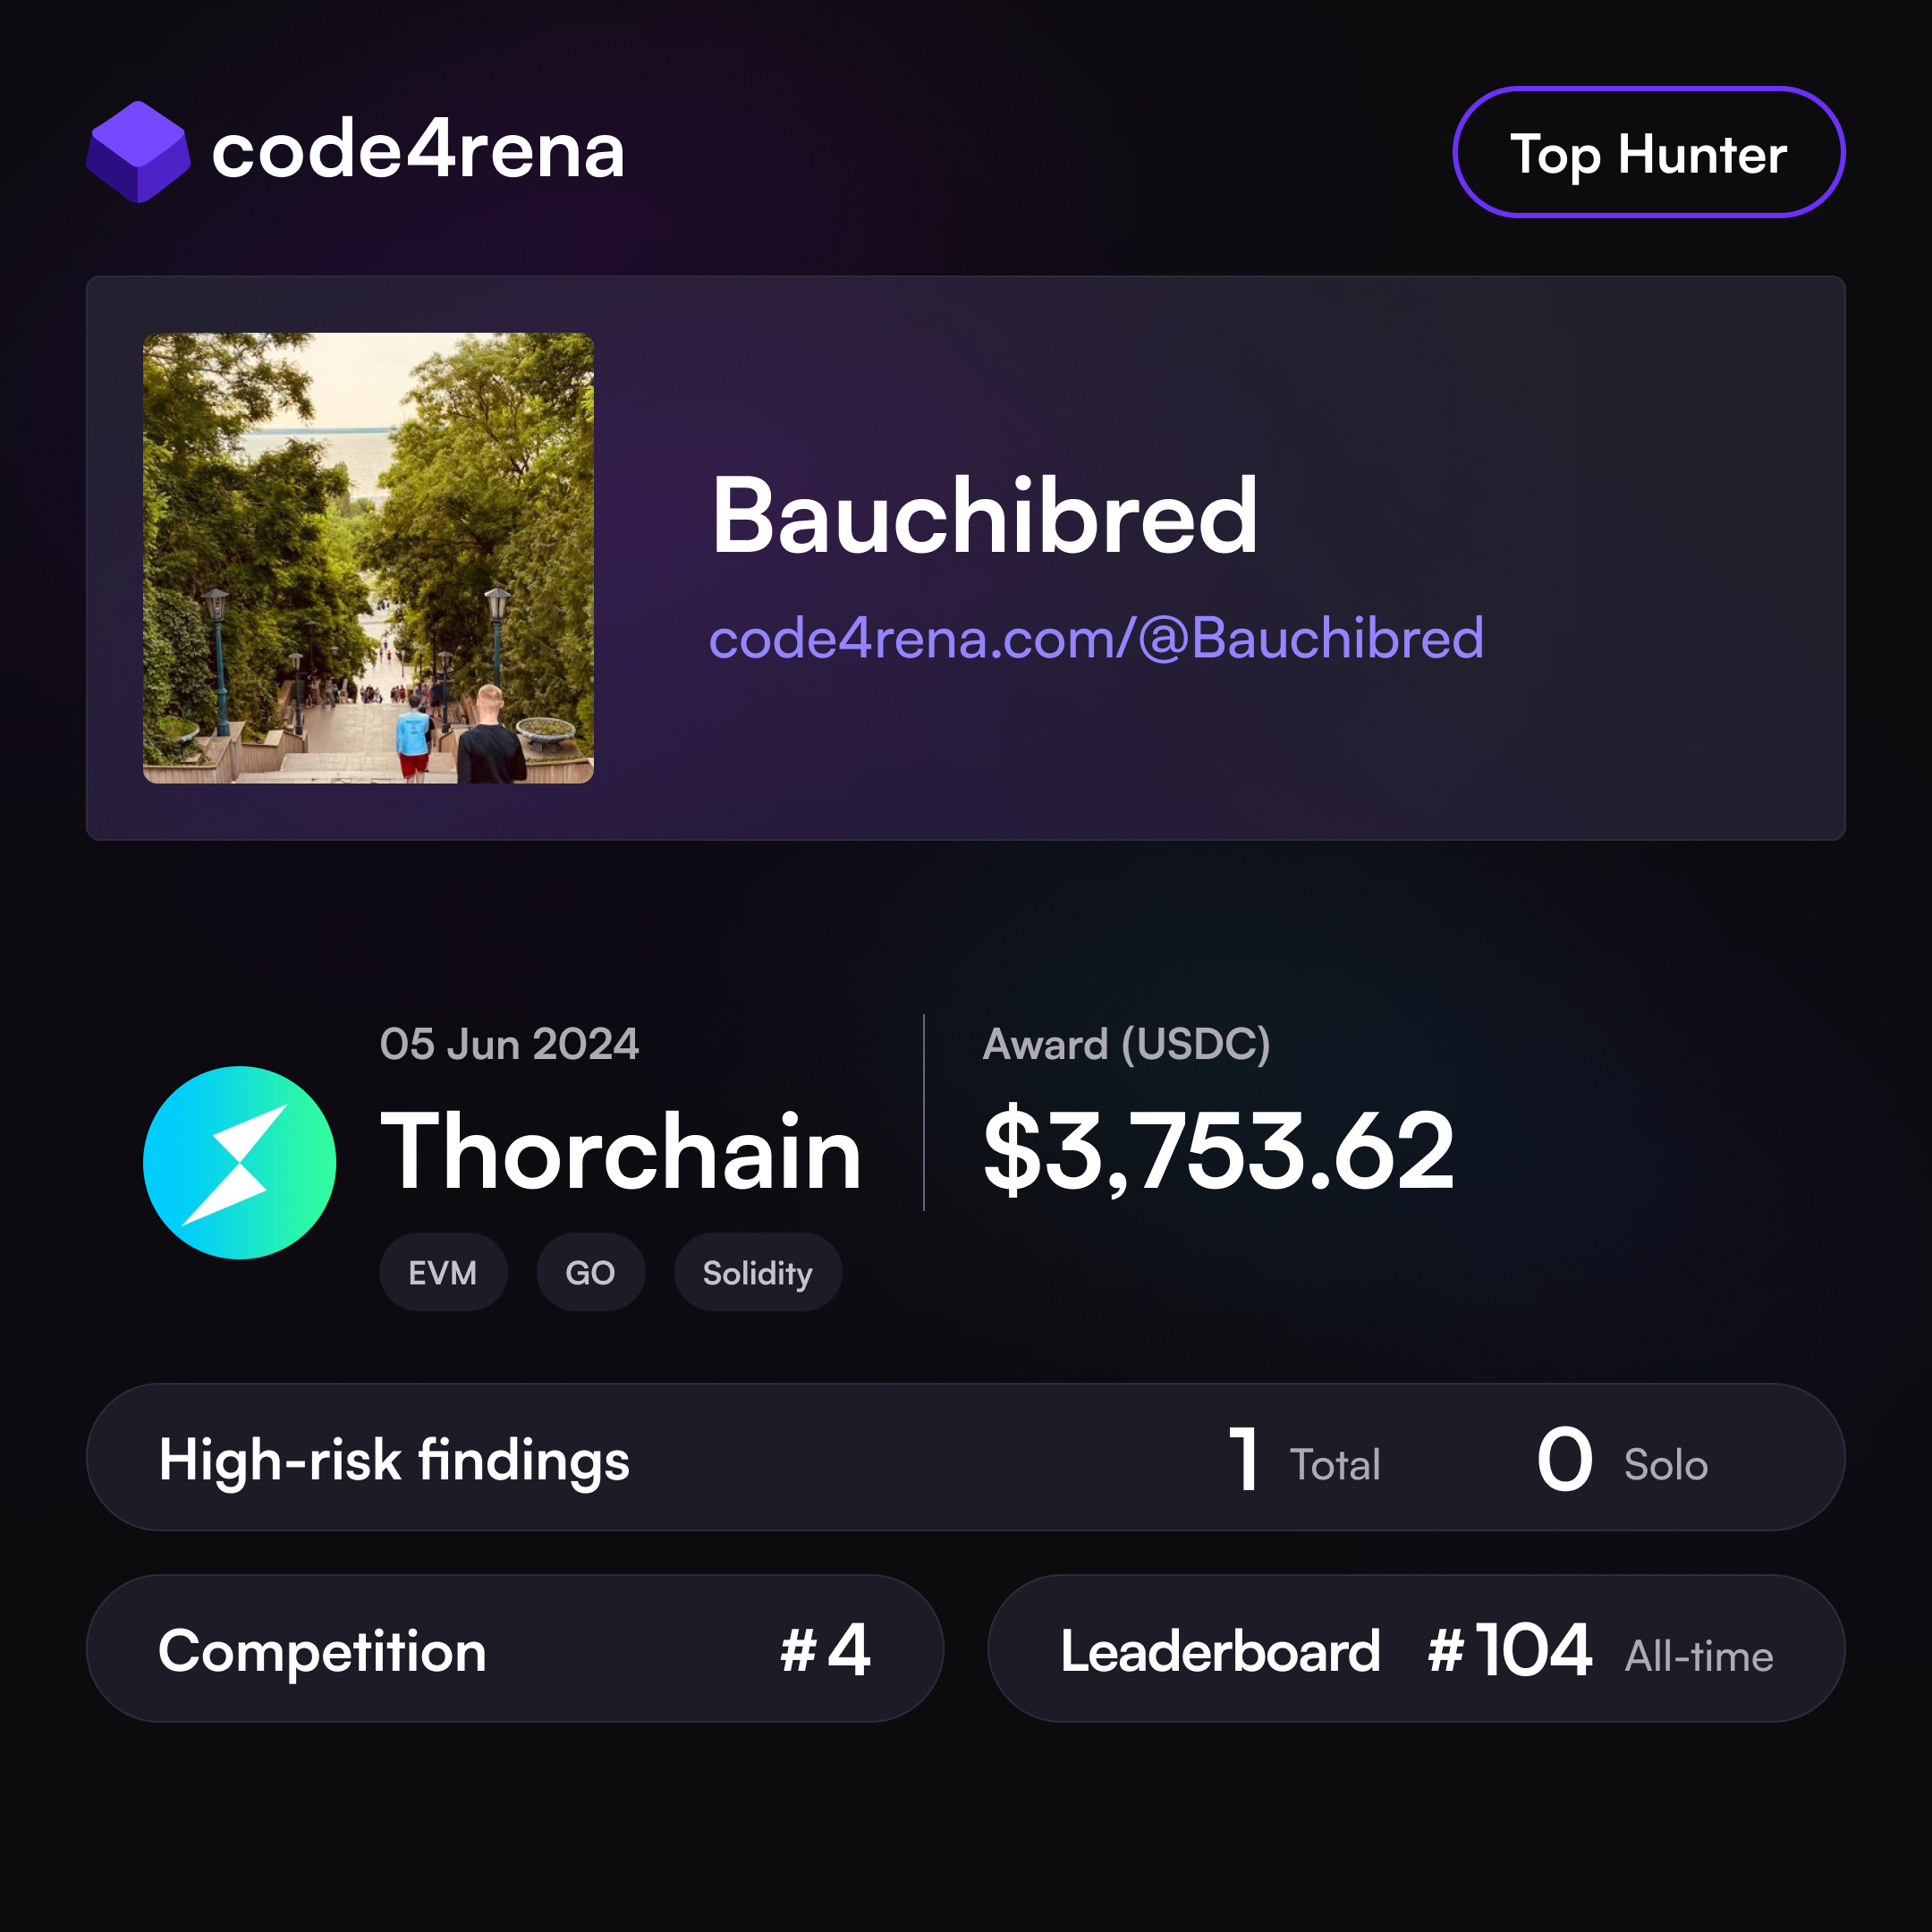 code4rena
Top Hunter
Bauchibred
code4rena.com/@Bauchibred
05 Jun 2024
Thorchain
EVM GO Solidity
Award (USDC)
$3,753.62
High-risk findings 1 Total 0 Solo
Competition #4
Leaderboard #104 All-time